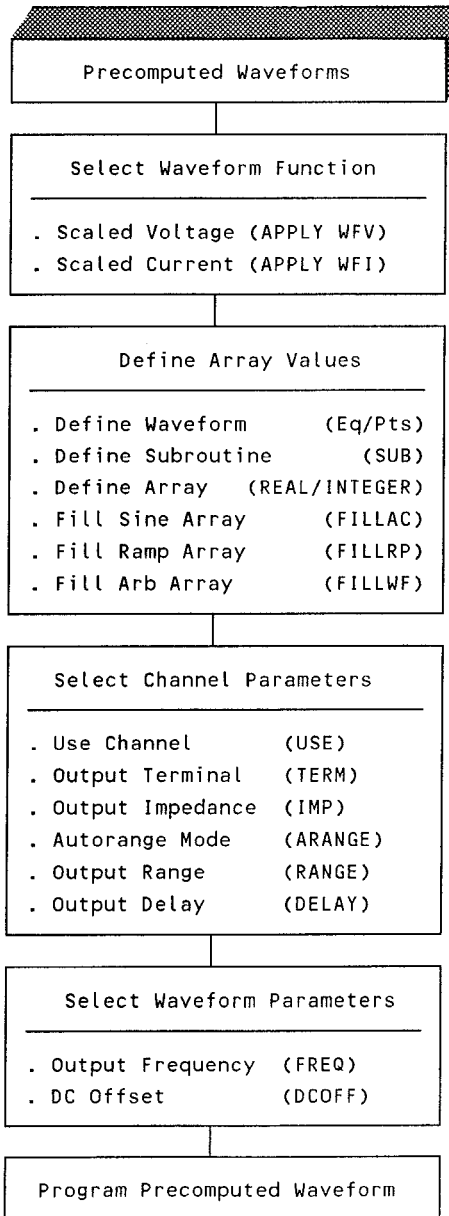 Precomputed Waveforms
Select Waveform Function
. Scaled Voltage (APPLY WFV)
. Scaled Current (APPLY WFI)
Define Array Values
. Define Waveform (Eq/Pts)
. Define Subroutine (SUB)
. Define Array (REAL/INTEGER)
. Fill Sine Array (FILLAC)
. Fill Ramp Array (FILLRP)
. Fill Arb Array (FILLWF)
Select Channel Parameters
. Use Channel (USE)
. Output Terminal (TERM)
. Output Impedance (IMP)
. Autorange Mode (ARANGE)
. Output Range (RANGE)
. Output Delay (DELAY)
Select Waveform Parameters
. Output Frequency (FREQ)
. DC Offset (DCOFF)
Program Precomputed Waveform